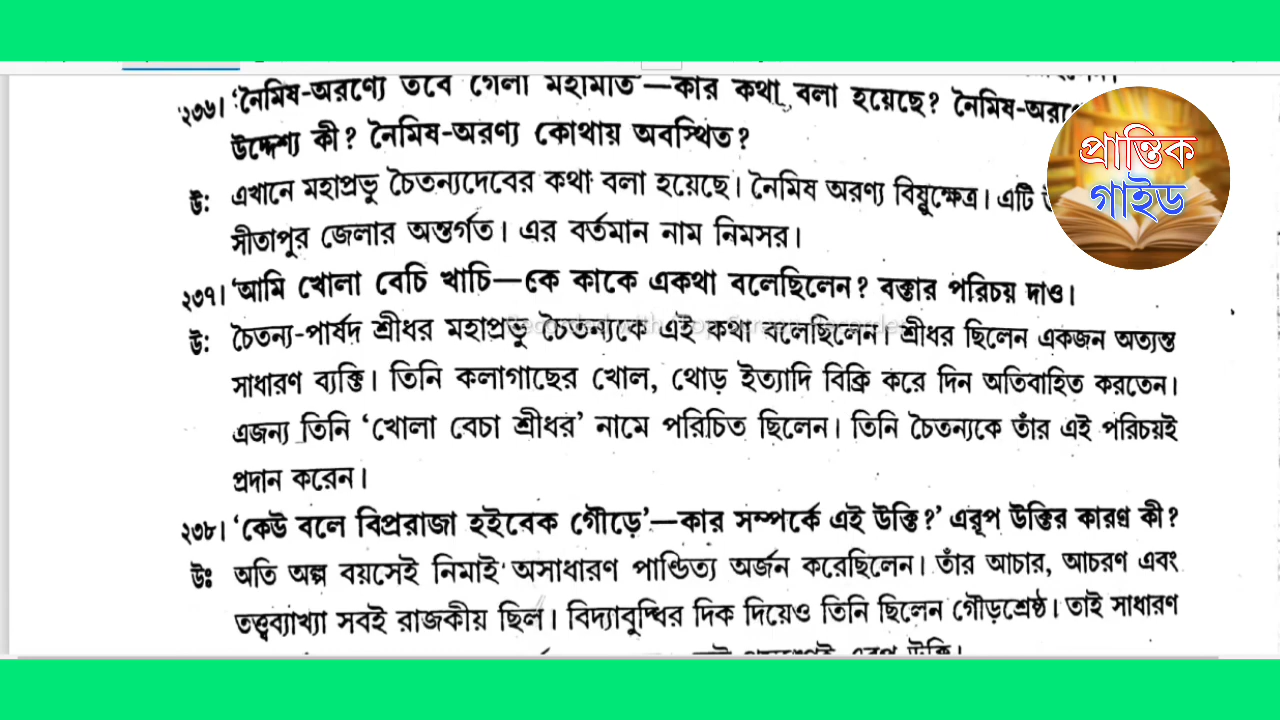 ২৩৬। 'নৈমিষ-অরণ্যে তবে গেলা মহামতি'—কার কথা বলা হয়েছে? নৈমিষ-অরণ্যে
উদ্দেশ্য কী? নৈমিষ-অরণ্য কোথায় অবস্থিত?
উ: এখানে মহাপ্রভু চৈতন্যদেবের কথা বলা হয়েছে। নৈমিষ অরণ্য বিষ্ণুক্ষেত্র। এটি
সীতাপুর জেলার অন্তর্গত। এর বর্তমান নাম নিমসর।
২৩৭। 'আমি খোলা বেচি খাচি—কে কাকে একথা বলেছিলেন? বক্তার পরিচয় দাও।
উ: চৈতন্য-পার্ষদ শ্রীধর মহাপ্রভু চৈতন্যকে এই কথা বলেছিলেন। শ্রীধর ছিলেন একজন অত্যন্ত
সাধারণ ব্যক্তি। তিনি কলাগাছের খোল, থোড় ইত্যাদি বিক্রি করে দিন অতিবাহিত করতেন।
এজন্য তিনি 'খোলা বেচা শ্রীধর' নামে পরিচিত ছিলেন। তিনি চৈতন্যকে তাঁর এই পরিচয়ই
প্রদান করেন।
২৩৮। 'কেউ বলে বিপ্ররাজা হইবেক গৌড়ে'—কার সম্পর্কে এই উক্তি?' এরূপ উক্তির কারণ কী?
উঃ অতি অল্প বয়সেই নিমাই অসাধারণ পাণ্ডিত্য অর্জন করেছিলেন। তাঁর আচার, আচরণ এবং
তত্ত্বব্যাখ্যা সবই রাজকীয় ছিল। বিদ্যাবুদ্ধির দিক দিয়েও তিনি ছিলেন গৌড়শ্রেষ্ঠ। তাই সাধারণ
প্রান্তিক
গাইড